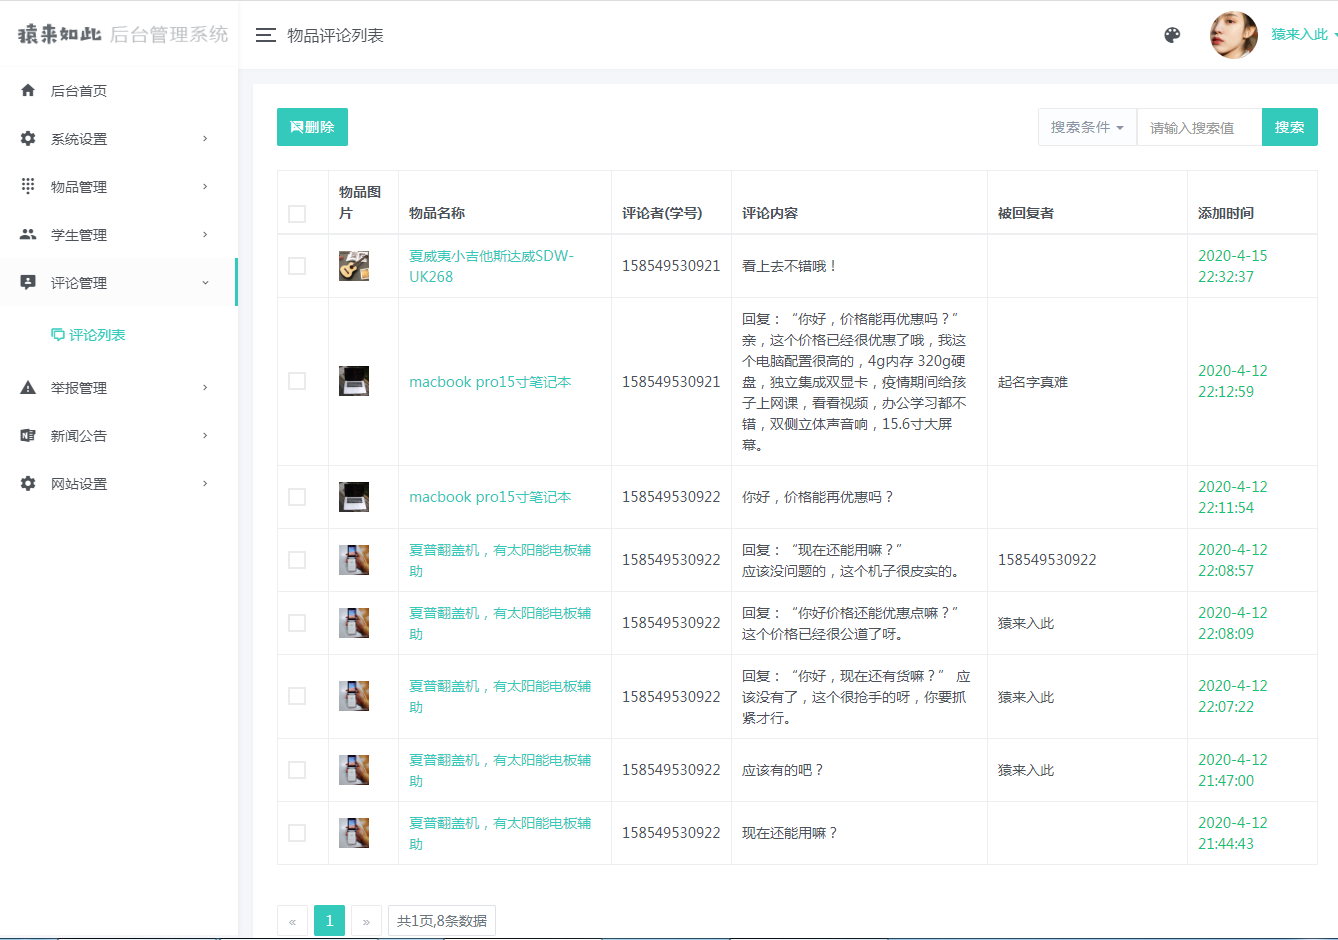 猿来如此 后台管理系统
物品评论列表
猿来入此
后台首页
系统设置
物品管理
学生管理
评论管理
评论列表
举报管理
新闻公告
网站设置
删除
搜索条件
请输入搜索值
搜索
物品图
片
物品名称
评论者(学号)
评论内容
被回复者
添加时间
夏威夷小吉他斯达威SDW-
UK268
158549530921
看上去不错哦！
2020-4-15
22:32:37
macbook pro15寸笔记本
158549530921
回复：“你好，价格能再优惠吗？”
亲，这个价格已经很优惠了哦，我这
个电脑配置很高的，4g内存 320g硬
盘，独立集成双显卡，疫情期间给孩
子上网课，看看视频，办公学习都不
错，双侧立体声音响，15.6寸大屏
幕。
起名字真难
2020-4-12
22:12:59
macbook pro15寸笔记本
158549530922
你好，价格能再优惠吗？
2020-4-12
22:11:54
夏普翻盖机，有太阳能电板辅
助
158549530922
回复：“现在还能用嘛？”
应该没问题的，这个机子很皮实的。
158549530922
2020-4-12
22:08:57
夏普翻盖机，有太阳能电板辅
助
158549530922
回复：“你好价格还能优惠点嘛？”
这个价格已经很公道了呀。
猿来入此
2020-4-12
22:08:09
夏普翻盖机，有太阳能电板辅
助
158549530922
回复：“你好，现在还有货嘛？” 应
该没有了，这个很抢手的呀，你要抓
紧才行。
猿来入此
2020-4-12
22:07:22
夏普翻盖机，有太阳能电板辅
助
158549530922
应该有的吧？
猿来入此
2020-4-12
21:47:00
夏普翻盖机，有太阳能电板辅
助
158549530922
现在还能用嘛？
2020-4-12
21:44:43
« 1 » 共1页,8条数据